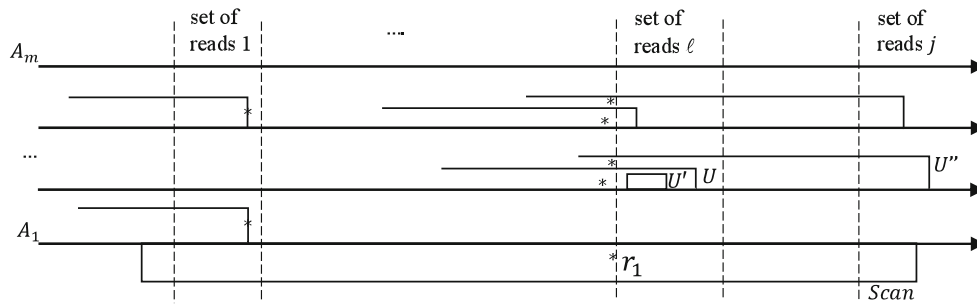 set of reads 1
....
set of reads ℓ
set of reads j
A_m
*
*
*
...
*
*
U'
U
U''
*
A_1
* r_1
Scan